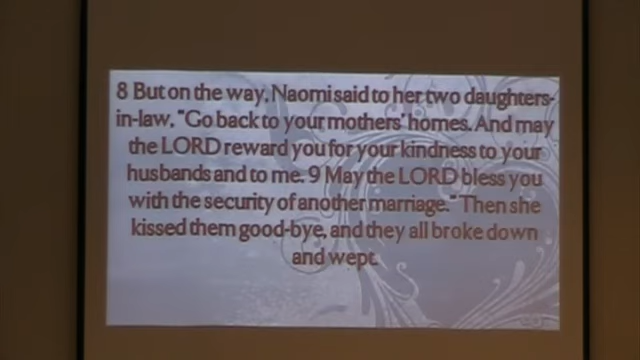 8 But on the way, Naomi said to her two daughters-
in-law, "Go back to your mothers' homes. And may
the LORD reward you for your kindness to your
husbands and to me. 9 May the LORD bless you
with the security of another marriage." Then she
kissed them good-bye, and they all broke down
and wept.